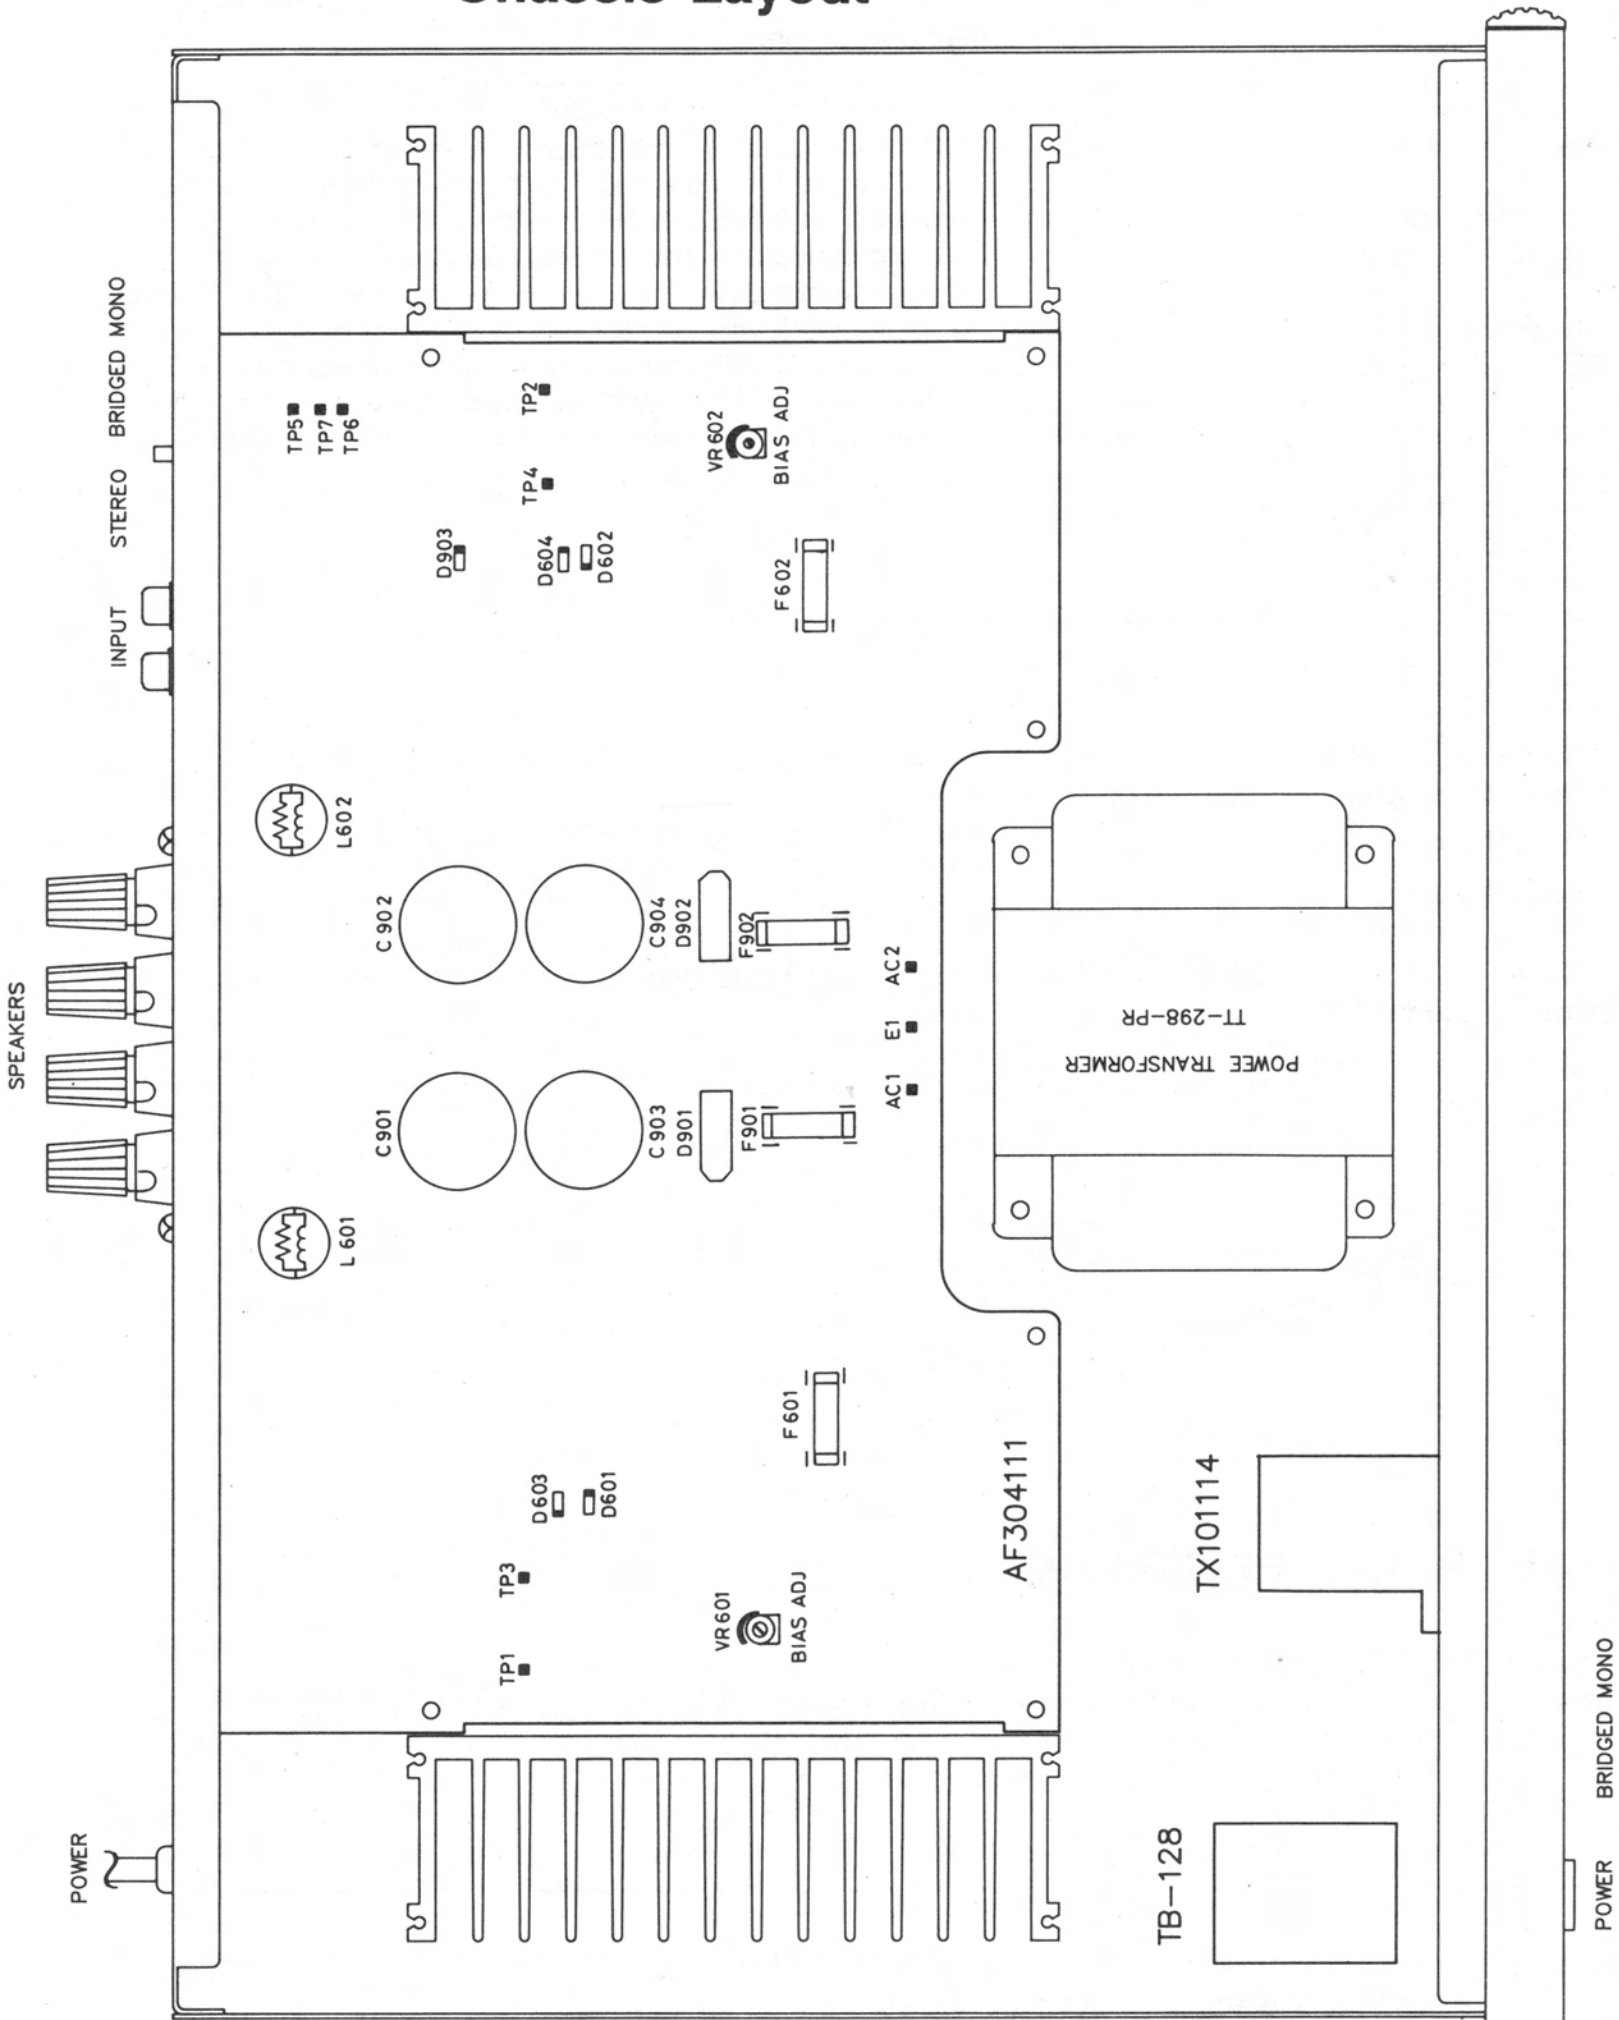 Chassis Layout
SPEAKERS
POWER
INPUT STEREO BRIDGED MONO
TP5
TP7
TP6
TP2
TP4
VR602
BIAS ADJ
D903
D604
D602
F602
L602
C902
C904
D902
F902
AC2
E1
AC1
C901
C903
D901
F901
L601
POWEE TRANSFORMER
TT-298-PR
F601
D603
D601
TP3
TP1
VR601
BIAS ADJ
AF304111
TX101114
TB-128
POWER BRIDGED MONO